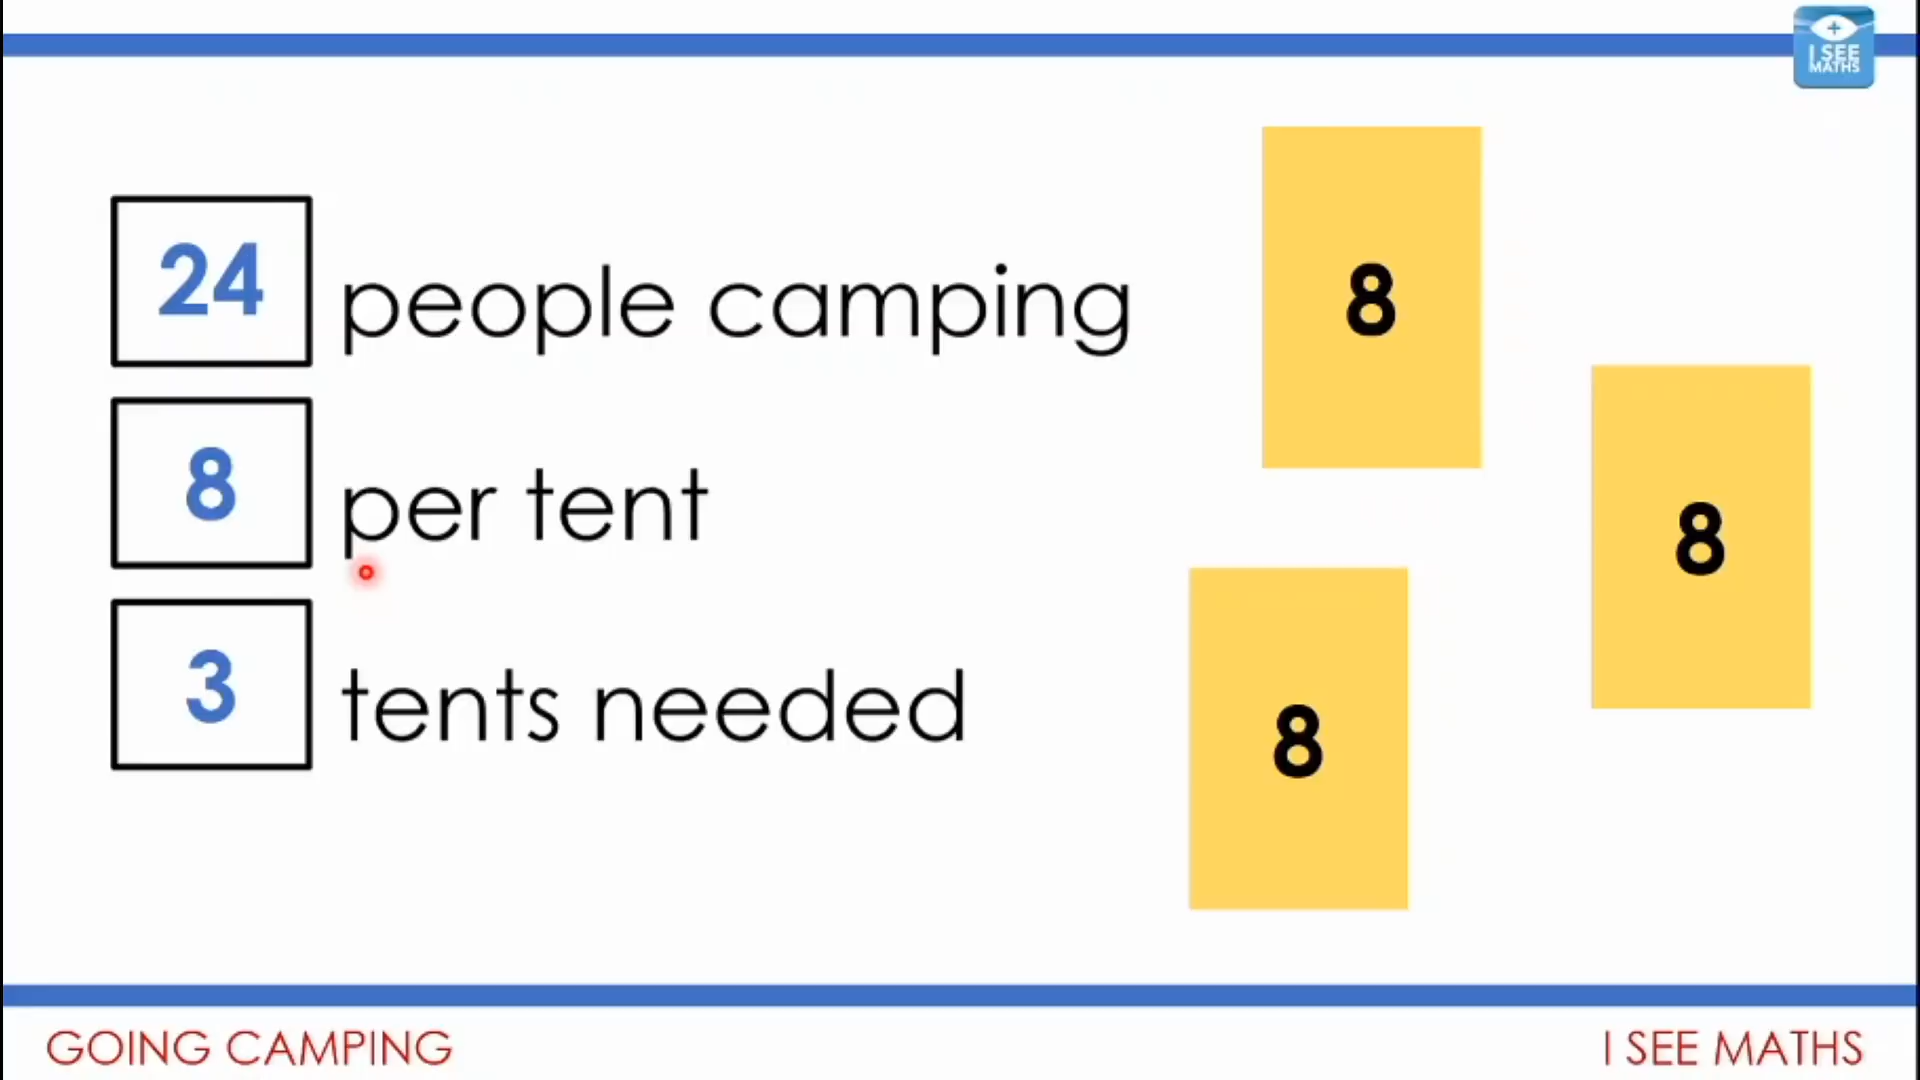 I SEE
MATHS
24 people camping
8 per tent
3 tents needed
8
8
8
GOING CAMPING
I SEE MATHS